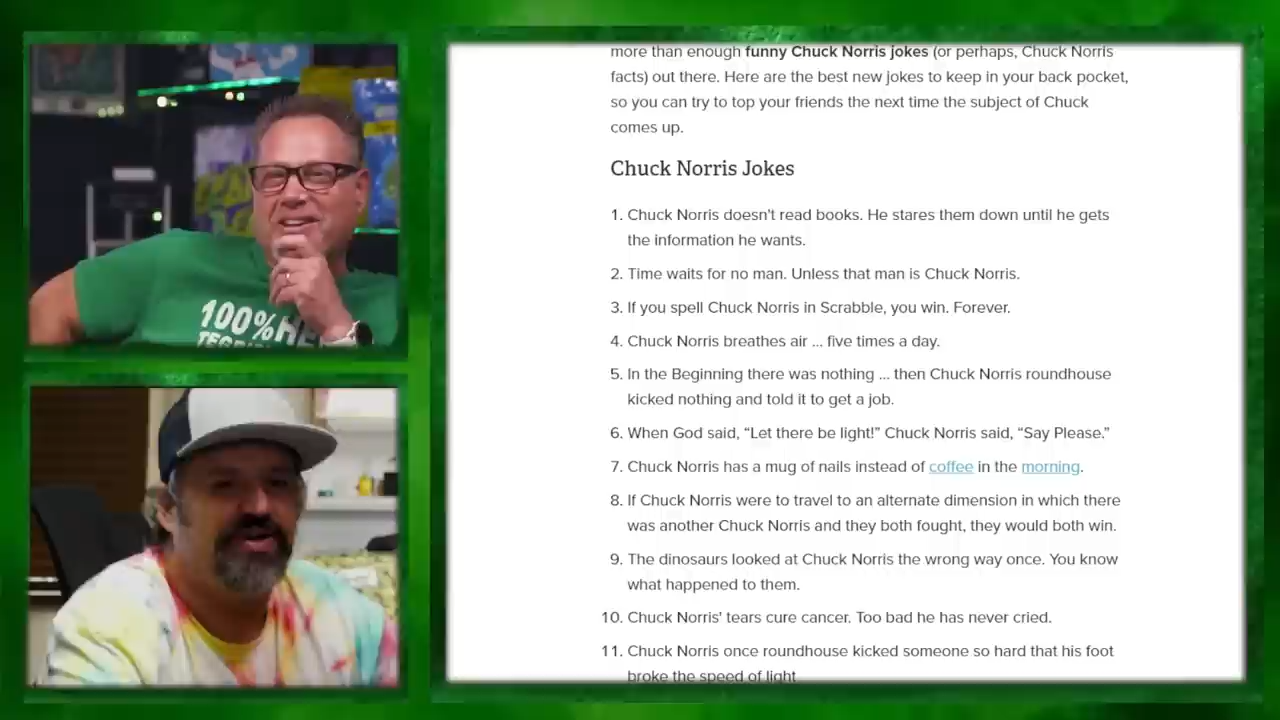 more than enough funny Chuck Norris jokes (or perhaps, Chuck Norris
facts) out there. Here are the best new jokes to keep in your back pocket,
so you can try to top your friends the next time the subject of Chuck
comes up.
Chuck Norris Jokes
1. Chuck Norris doesn't read books. He stares them down until he gets
the information he wants.
2. Time waits for no man. Unless that man is Chuck Norris.
3. If you spell Chuck Norris in Scrabble, you win. Forever.
4. Chuck Norris breathes air ... five times a day.
5. In the Beginning there was nothing ... then Chuck Norris roundhouse
kicked nothing and told it to get a job.
6. When God said, “Let there be light!” Chuck Norris said, “Say Please.”
7. Chuck Norris has a mug of nails instead of coffee in the morning.
8. If Chuck Norris were to travel to an alternate dimension in which there
was another Chuck Norris and they both fought, they would both win.
9. The dinosaurs looked at Chuck Norris the wrong way once. You know
what happened to them.
10. Chuck Norris' tears cure cancer. Too bad he has never cried.
11. Chuck Norris once roundhouse kicked someone so hard that his foot
broke the speed of light
100%